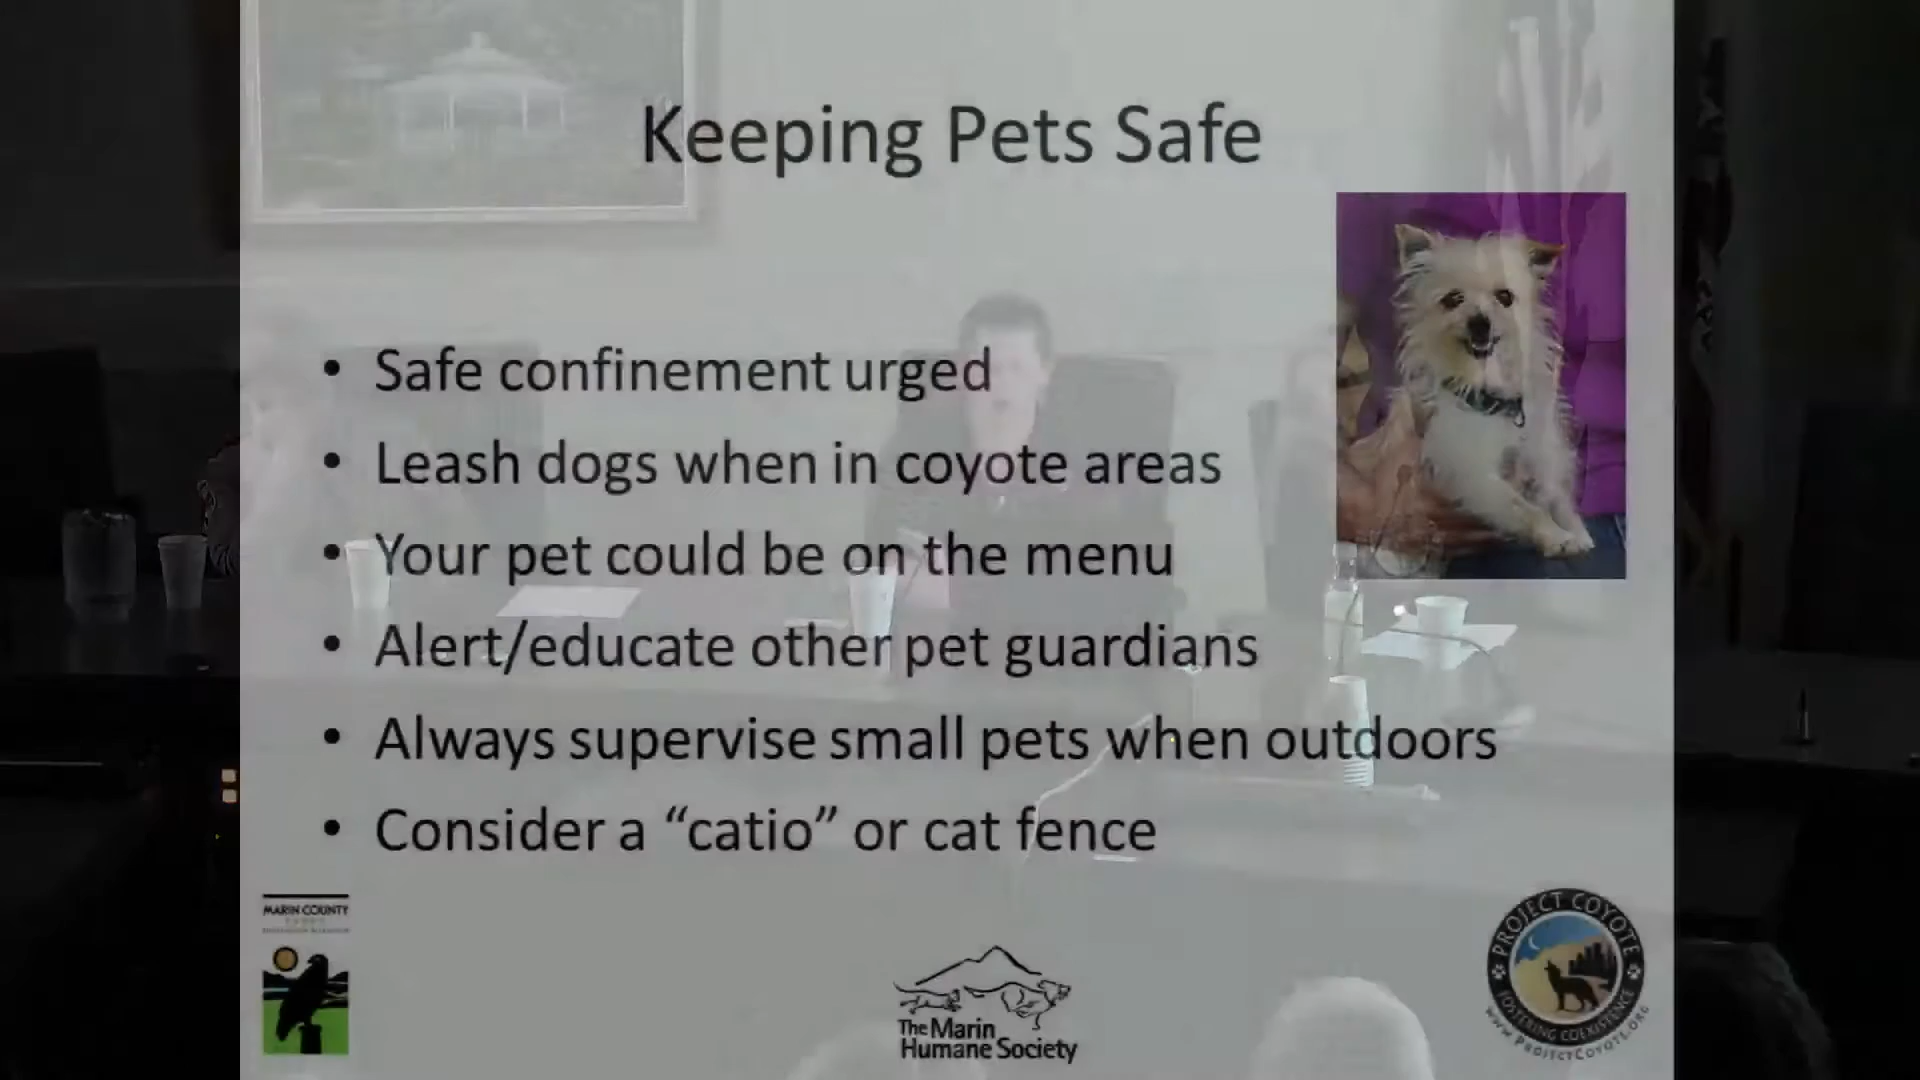 Keeping Pets Safe
• Safe confinement urged
• Leash dogs when in coyote areas
• Your pet could be on the menu
• Alert/educate other pet guardians
• Always supervise small pets when outdoors
• Consider a “catio” or cat fence
MARIN COUNTY
The Marin
Humane Society
PROJECT COYOTE
FOSTERING COEXISTENCE
WWW.PROJECTCOYOTE.ORG